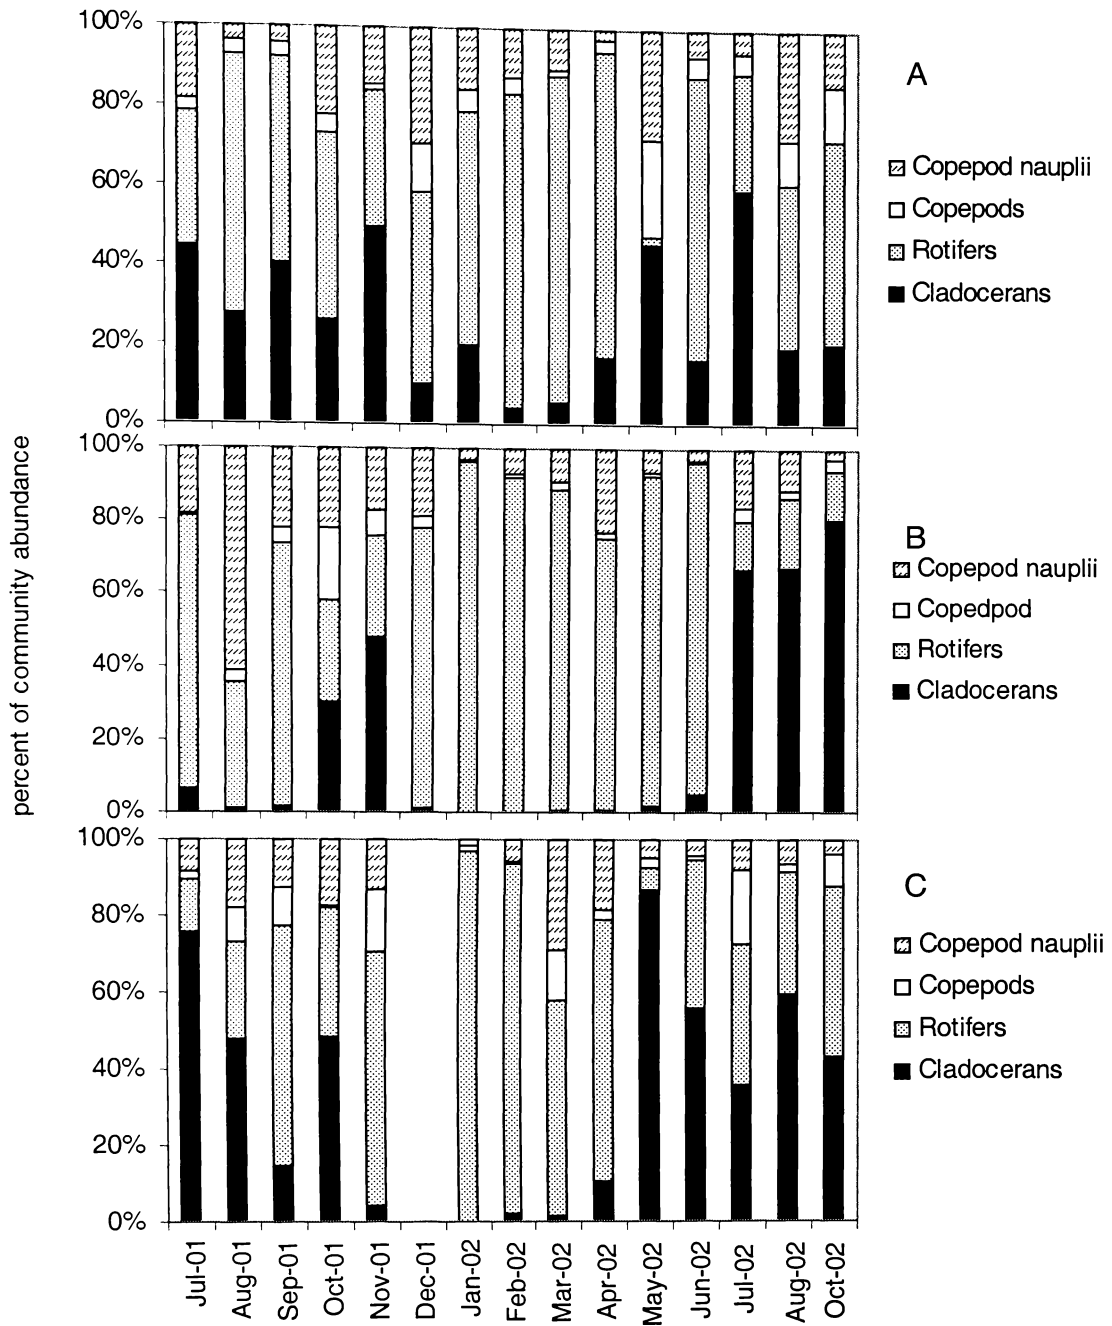 percent of community abundance
100%
80%
60%
40%
20%
0%
A
Copepod nauplii
Copepods
Rotifers
Cladocerans
100%
80%
60%
40%
20%
0%
B
Copepod nauplii
Copedpod
Rotifers
Cladocerans
100%
80%
60%
40%
20%
0%
C
Copepod nauplii
Copepods
Rotifers
Cladocerans
Jul-01
Aug-01
Sep-01
Oct-01
Nov-01
Dec-01
Jan-02
Feb-02
Mar-02
Apr-02
May-02
Jun-02
Jul-02
Aug-02
Oct-02